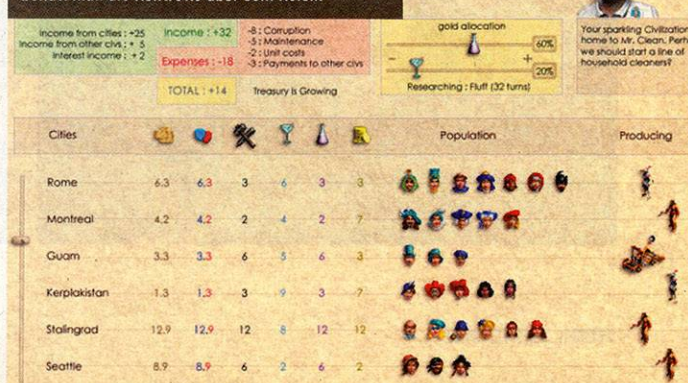 Income from cities : +25
Income from other civs : + 5
Interest income : + 2
Income : +32
Expenses : -18
-8 : Corruption
-5 : Maintenance
-2 : Unit costs
-3 : Payments to other civs
TOTAL : +14
Treasury is Growing
gold allocation
60%
- +
20%
Researching : Fluff (32 turns)
Your sparkling Civilization
home to Mr. Clean.
we should start a line of
household cleaners?
Cities Population Producing
Rome 6.3 6.3 3 6 3 3
Montreal 4.2 4.2 2 4 2 7
Guam 3.3 3.3 6 5 6 3
Kerplakistan 1.3 1.3 3 9 3 7
Stalingrad 12.9 12.9 12 8 12 12
Seattle 8.9 8.9 6 2 6 2